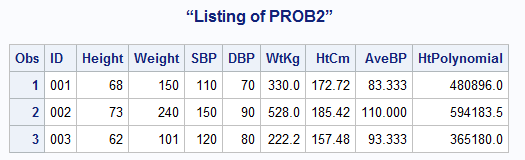 “Listing of PROB2”
Obs ID Height Weight SBP DBP WtKg HtCm AveBP HtPolynomial
1 001 68 150 110 70 330.0 172.72 83.333 480896.0
2 002 73 240 150 90 528.0 185.42 110.000 594183.5
3 003 62 101 120 80 222.2 157.48 93.333 365180.0